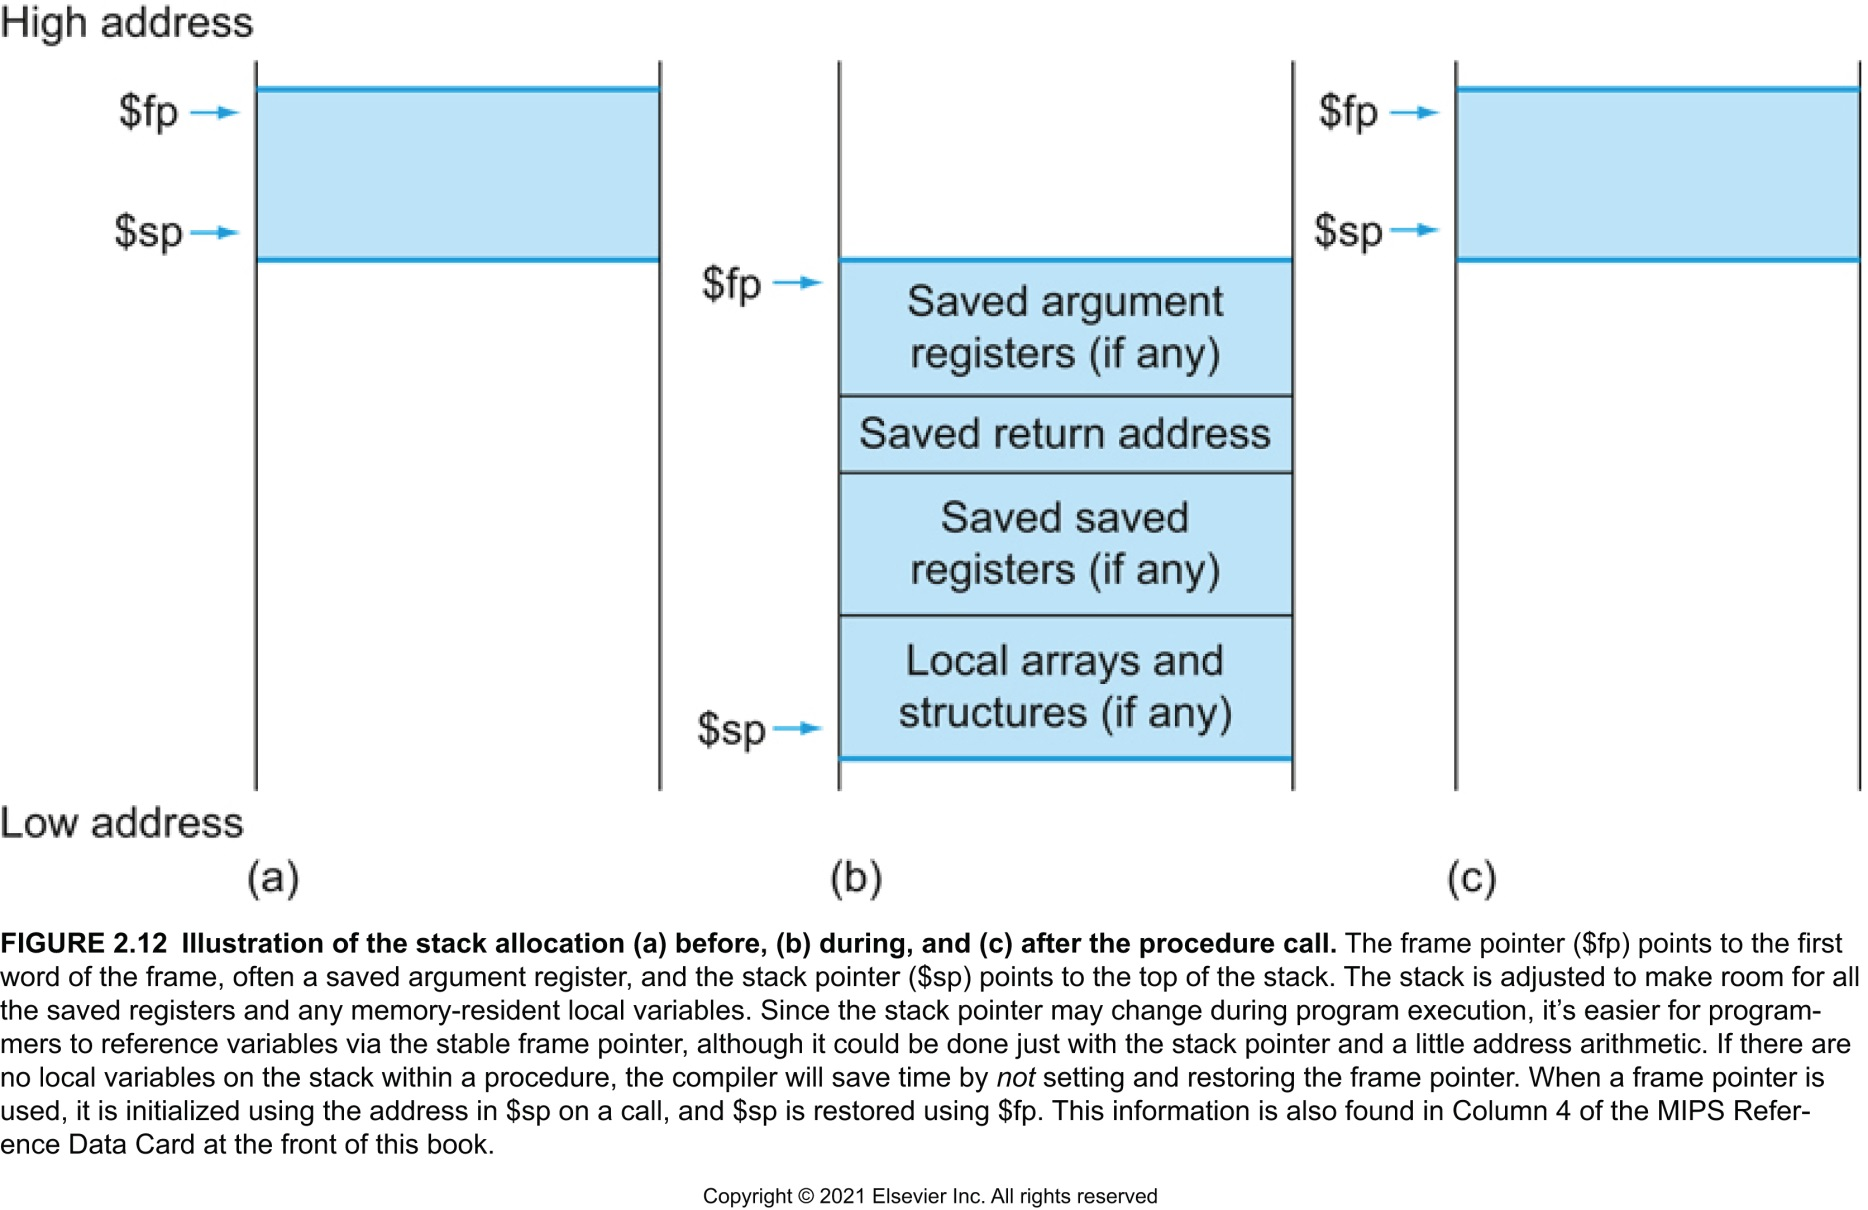 High address
$fp
$sp
$fp
Saved argument
registers (if any)
Saved return address
Saved saved
registers (if any)
Local arrays and
structures (if any)
$sp
$fp
$sp
Low address
(a)
(b)
(c)
FIGURE 2.12 Illustration of the stack allocation (a) before, (b) during, and (c) after the procedure call. The frame pointer ($fp) points to the first
word of the frame, often a saved argument register, and the stack pointer ($sp) points to the top of the stack. The stack is adjusted to make room for all
the saved registers and any memory-resident local variables. Since the stack pointer may change during program execution, it’s easier for program-
mers to reference variables via the stable frame pointer, although it could be done just with the stack pointer and a little address arithmetic. If there are
no local variables on the stack within a procedure, the compiler will save time by not setting and restoring the frame pointer. When a frame pointer is
used, it is initialized using the address in $sp on a call, and $sp is restored using $fp. This information is also found in Column 4 of the MIPS Refer-
ence Data Card at the front of this book.
Copyright © 2021 Elsevier Inc. All rights reserved